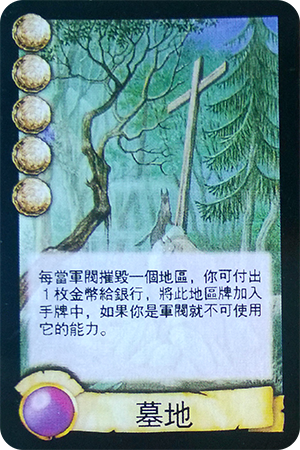 每當軍閥摧毀一個地區，你可付出
１枚金幣給銀行，將此地區牌加入
手牌中，如果你是軍閥就不可使用
它的能力。
墓地